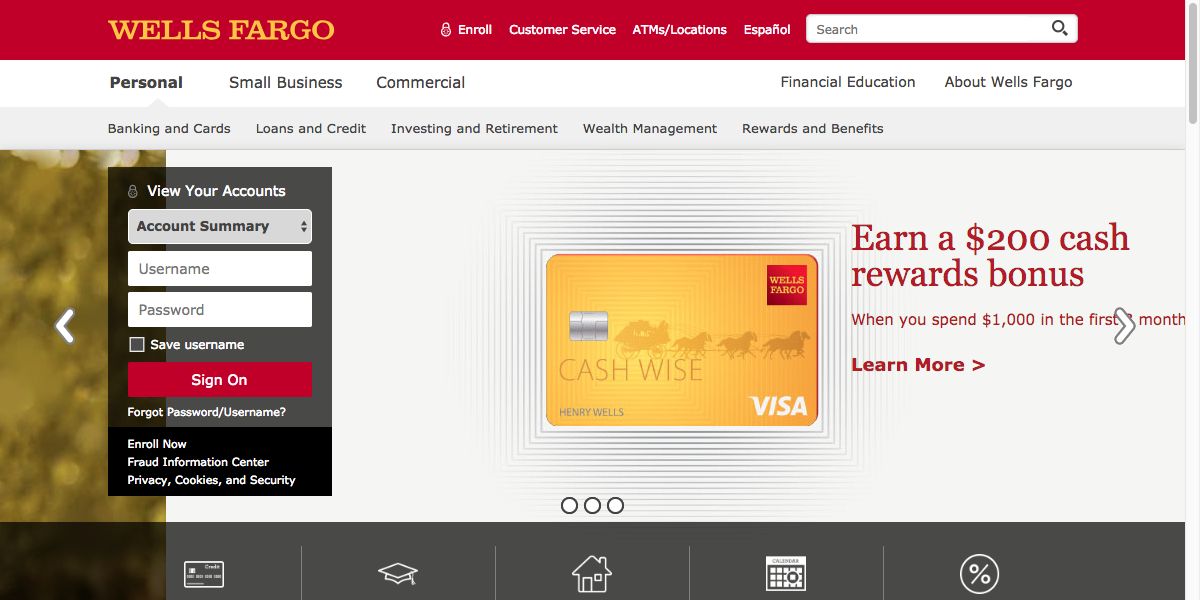 WELLS FARGO
Enroll Customer Service ATMs/Locations Español Search
Personal Small Business Commercial Financial Education About Wells Fargo
Banking and Cards Loans and Credit Investing and Retirement Wealth Management Rewards and Benefits
View Your Accounts
Account Summary
Username
Password
Save username
Sign On
Forgot Password/Username?
Enroll Now
Fraud Information Center
Privacy, Cookies, and Security
WELLS
FARGO
CASH WISE
HENRY WELLS
VISA
Earn a $200 cash
rewards bonus
When you spend $1,000 in the first 3 month
Learn More >
Credit
CALENDAR
%